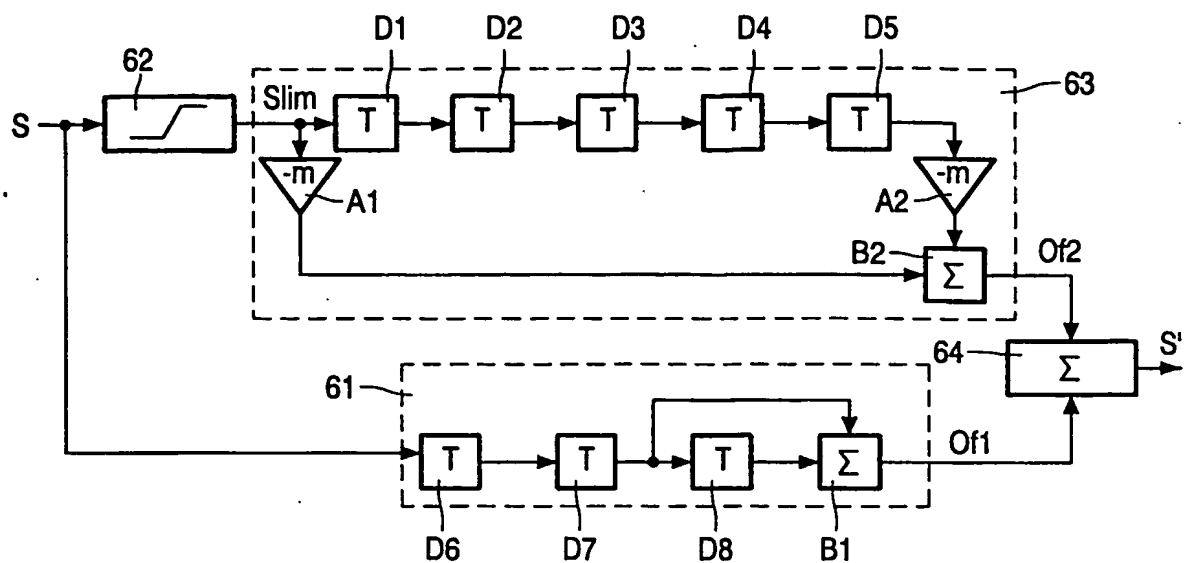 D1 D2 D3 D4 D5
62
63
Slim
S T T T T T
-m -m
A1 A2
B2 Of2
Σ
64 S'
Σ
61
Of1
T T T Σ
D6 D7 D8 B1